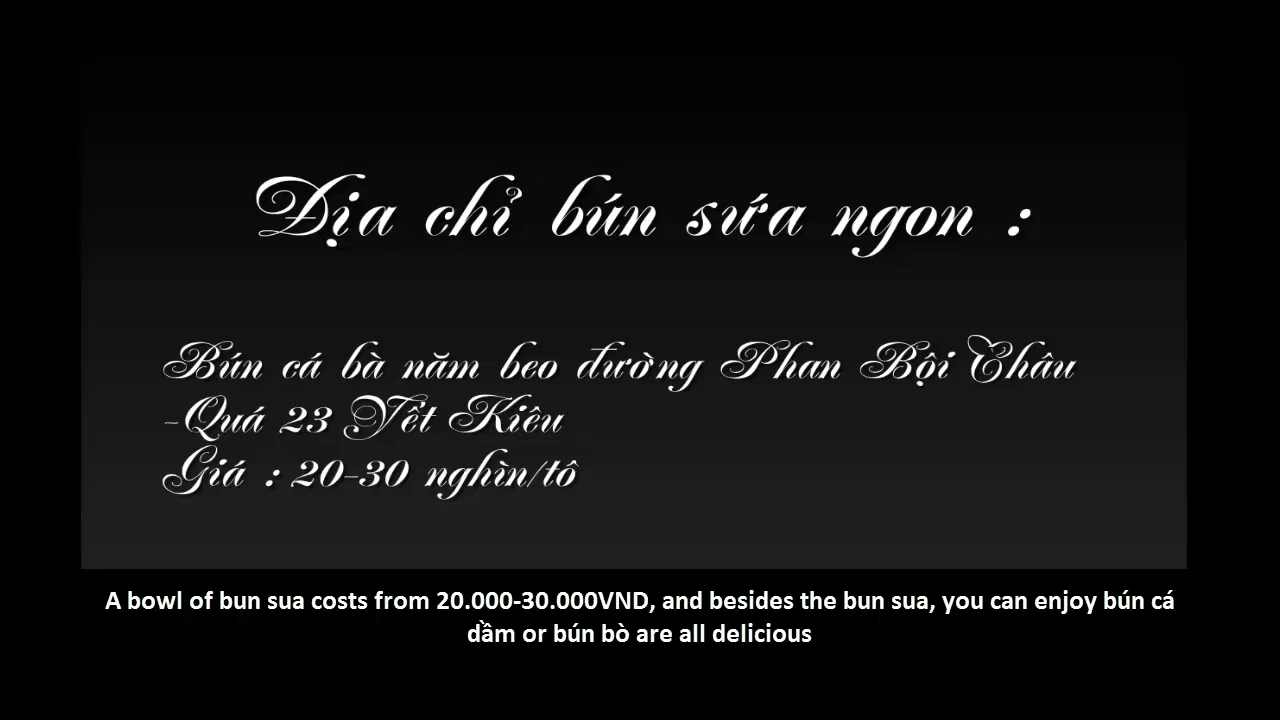 Địa chỉ bún sứa ngon :
Bún cá bà năm beo đường Phan Bội Châu
-Quá 23 Yết Kiêu
Giá : 20-30 nghìn/tô
A bowl of bun sua costs from 20.000-30.000VND, and besides the bun sua, you can enjoy bún cá
dầm or bún bò are all delicious